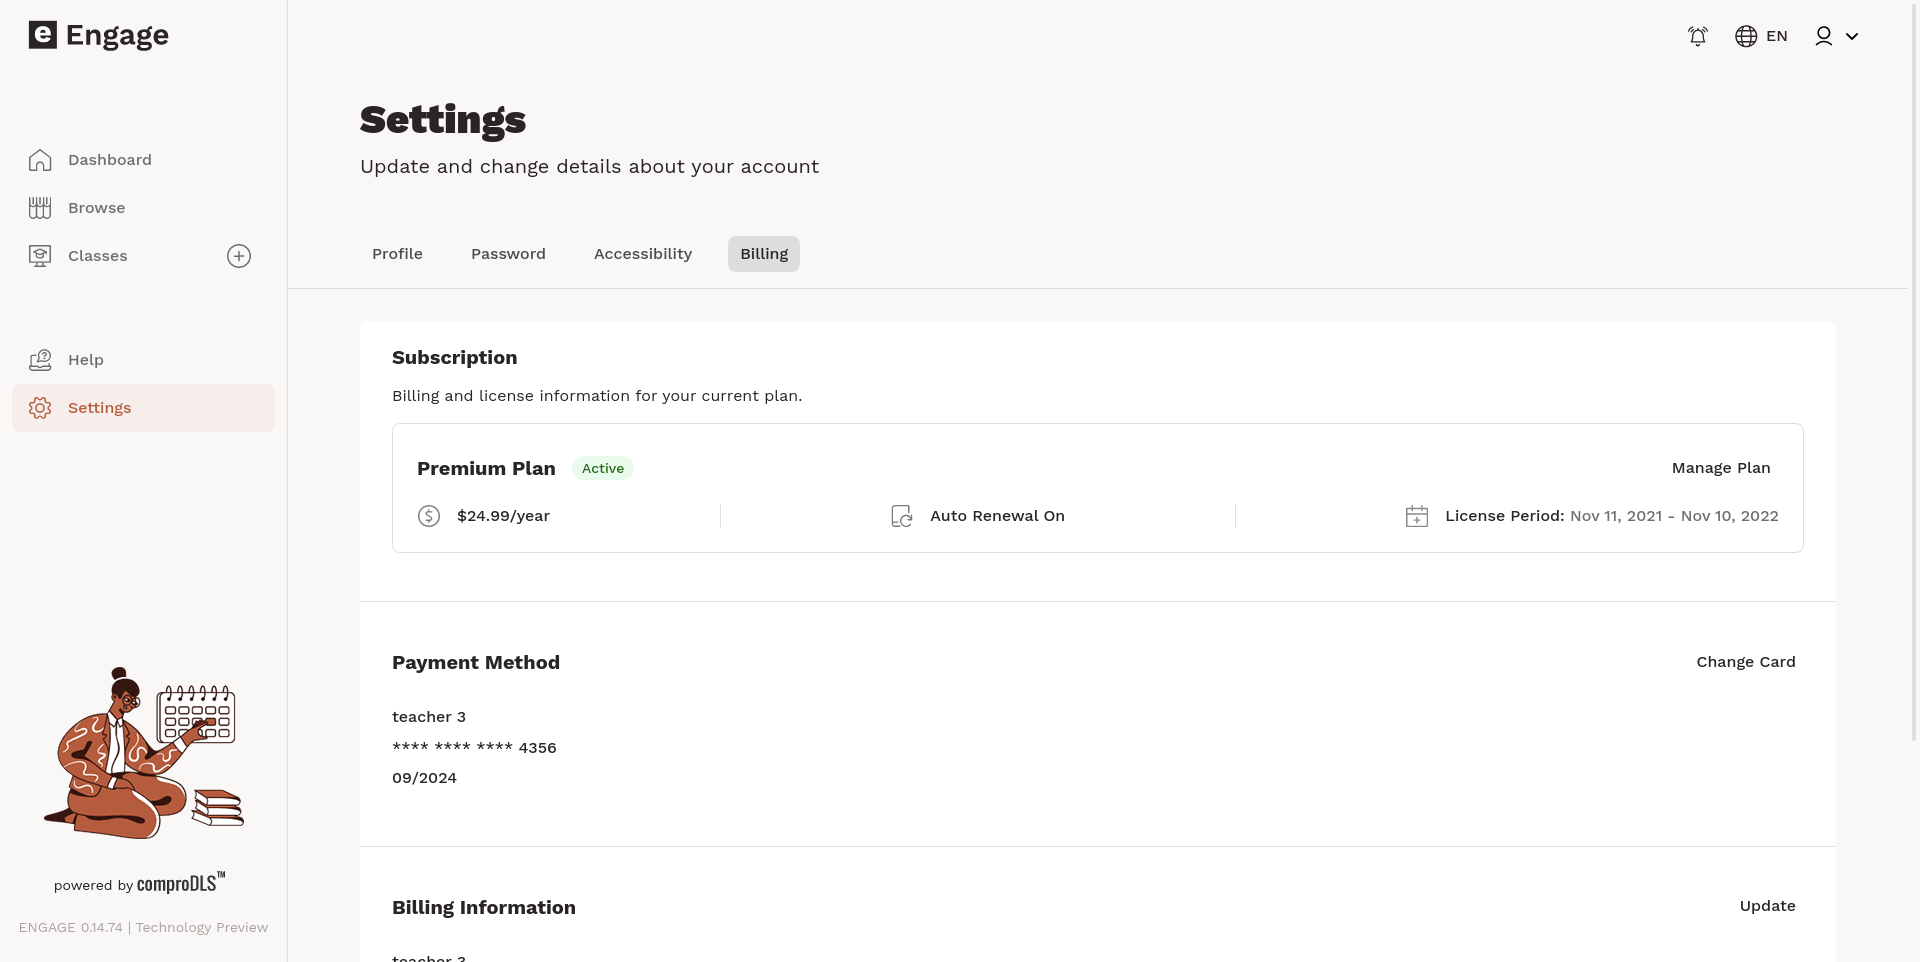 e Engage
EN
Settings
Update and change details about your account
Dashboard
Browse
Classes
Help
Settings
Profile
Password
Accessibility
Billing
Subscription
Billing and license information for your current plan.
Premium Plan
Active
Manage Plan
$24.99/year
Auto Renewal On
License Period: Nov 11, 2021 - Nov 10, 2022
Payment Method
Change Card
teacher 3
**** **** **** 4356
09/2024
Billing Information
Update
teacher 3
powered by comproDLS™
ENGAGE 0.14.74 | Technology Preview